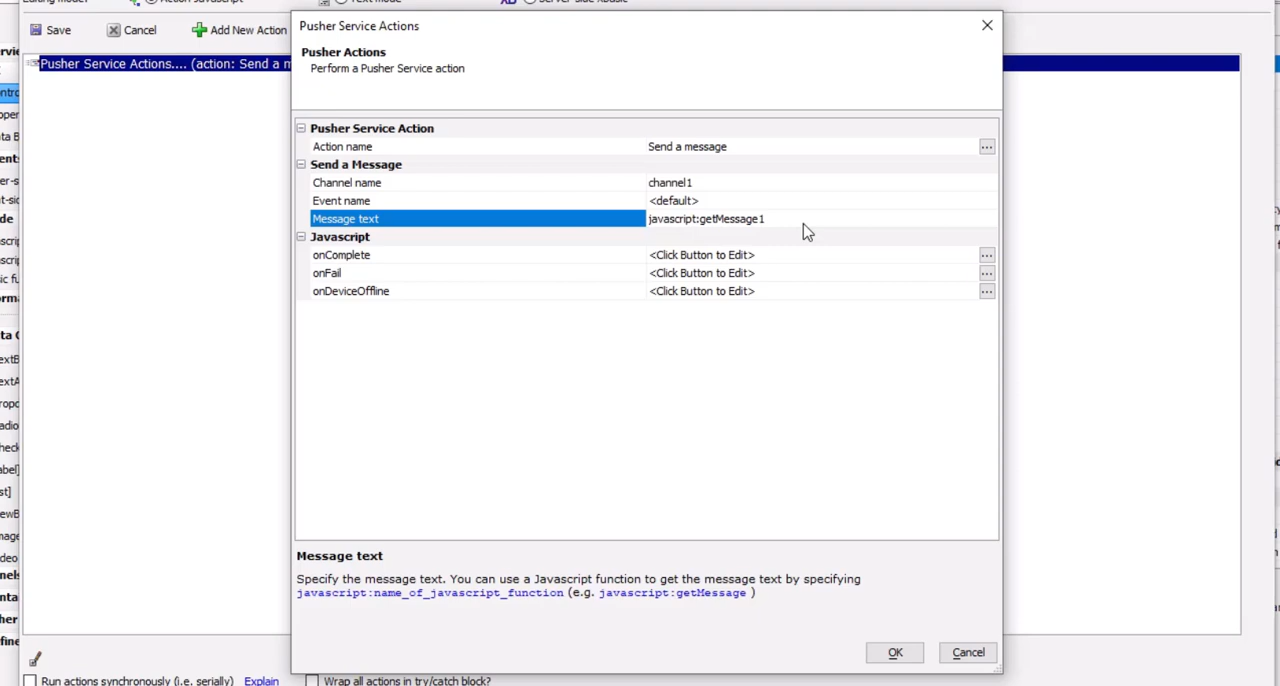 Save Cancel Add New Action
Pusher Service Actions.... (action: Send a m
Pusher Service Actions
Pusher Actions
Perform a Pusher Service action
Pusher Service Action
Action name Send a message ...
Send a Message
Channel name channel1
Event name <default>
Message text javascript:getMessage1
Javascript
onComplete <Click Button to Edit> ...
onFail <Click Button to Edit> ...
onDeviceOffline <Click Button to Edit> ...
Message text
Specify the message text. You can use a Javascript function to get the message text by specifying
javascript:name_of_javascript_function (e.g. javascript:getMessage )
OK Cancel
Run actions synchronously (i.e. serially) Explain Wrap all actions in try/catch block?